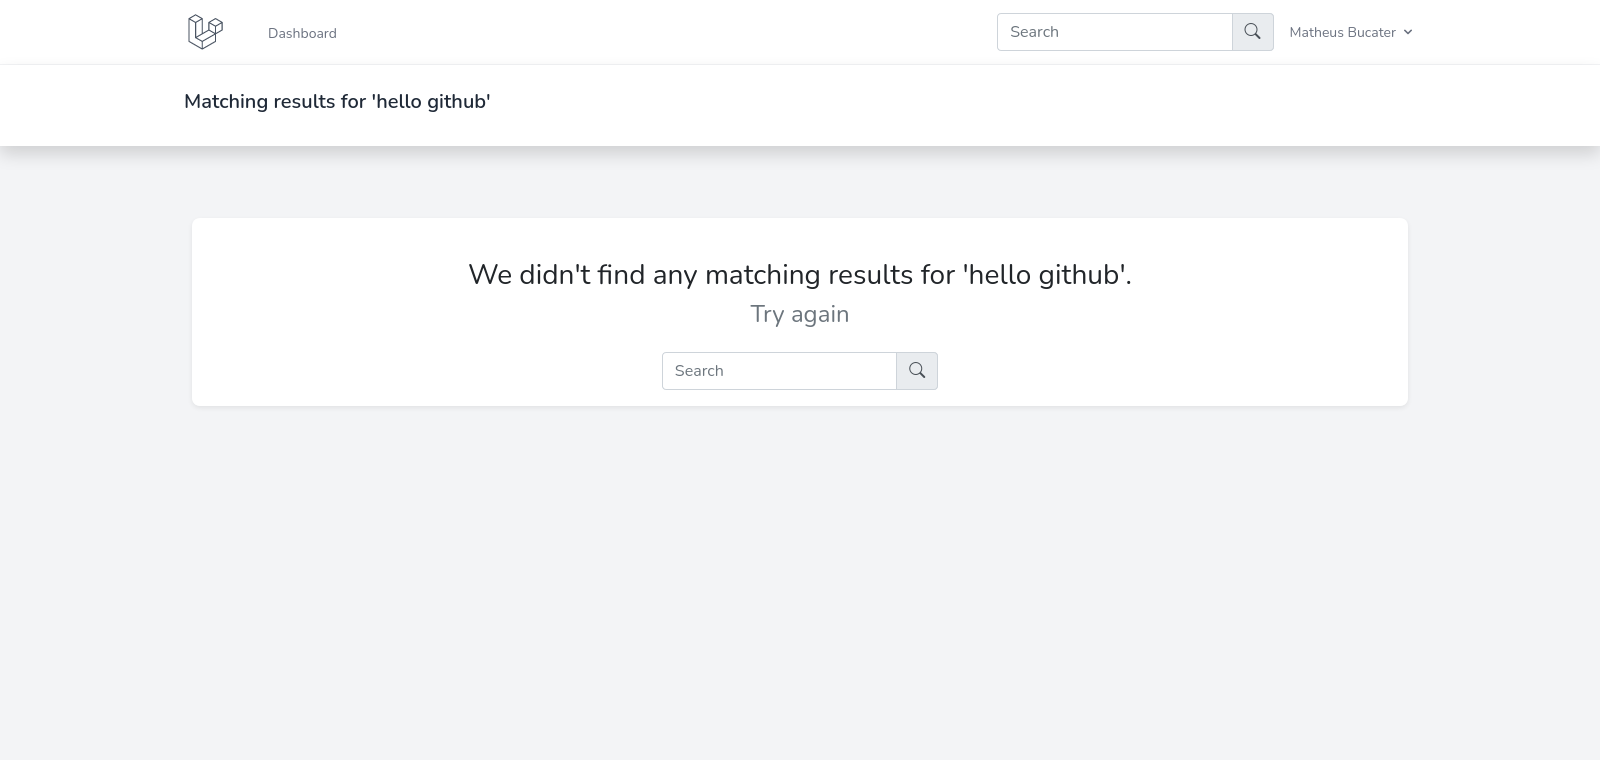 Dashboard
Search
Matheus Bucater
Matching results for 'hello github'
We didn't find any matching results for 'hello github'.
Try again
Search